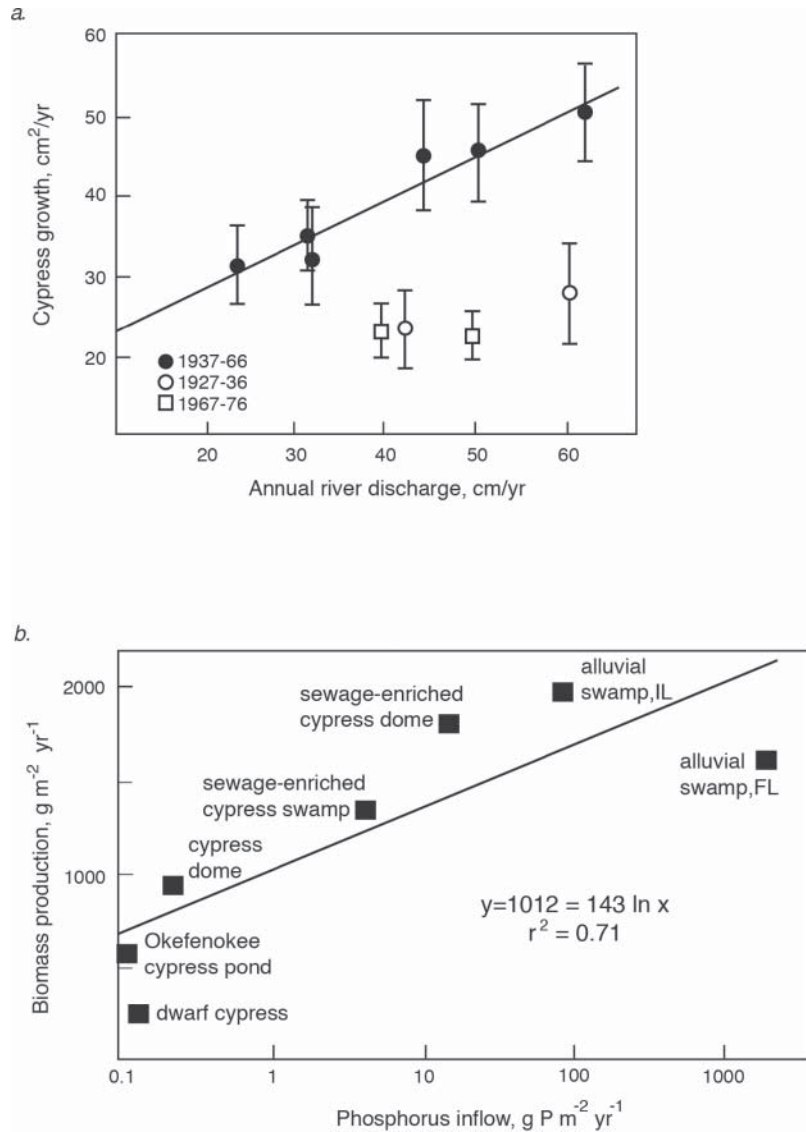 a.
60
50
40
30
20
Cypress growth, cm²/yr
1937-66
1927-36
1967-76
20 30 40 50 60
Annual river discharge, cm/yr
b.
2000
1000
Biomass production, g m⁻² yr⁻¹
alluvial
swamp,IL
sewage-enriched
cypress dome
alluvial
swamp,FL
sewage-enriched
cypress swamp
cypress
dome
y=1012 = 143 ln x
r² = 0.71
Okefenokee
cypress pond
dwarf cypress
0.1 1 10 100 1000
Phosphorus inflow, g P m⁻² yr⁻¹